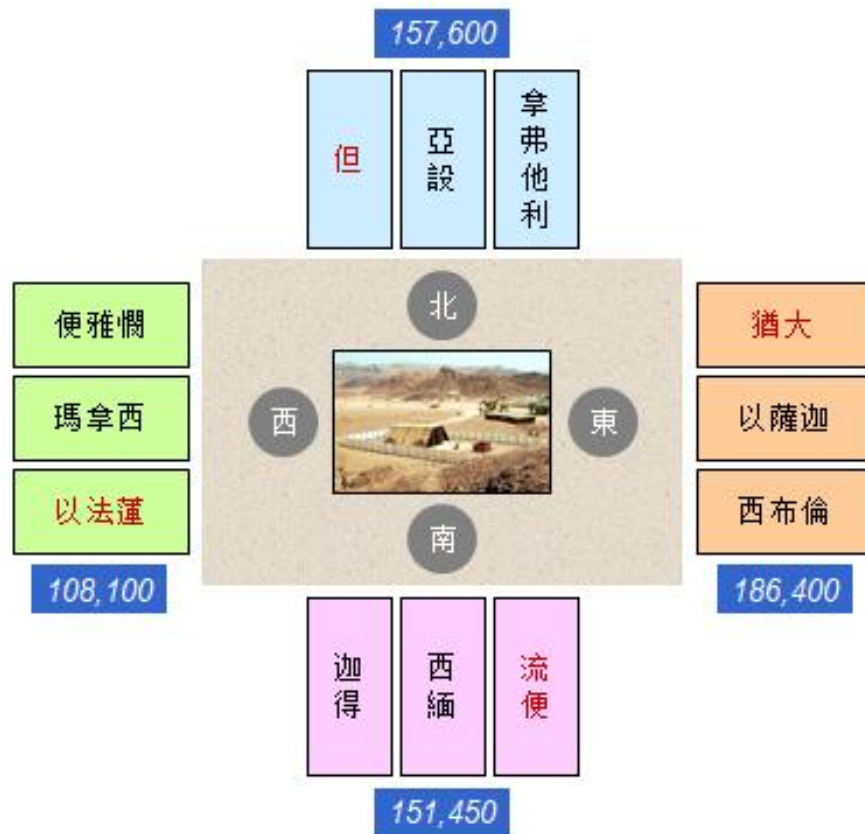 157,600
但
亞設
拿弗他利
北
便雅憫
瑪拿西
以法蓮
108,100
西
東
猶大
以薩迦
西布倫
186,400
南
迦得
西緬
流便
151,450